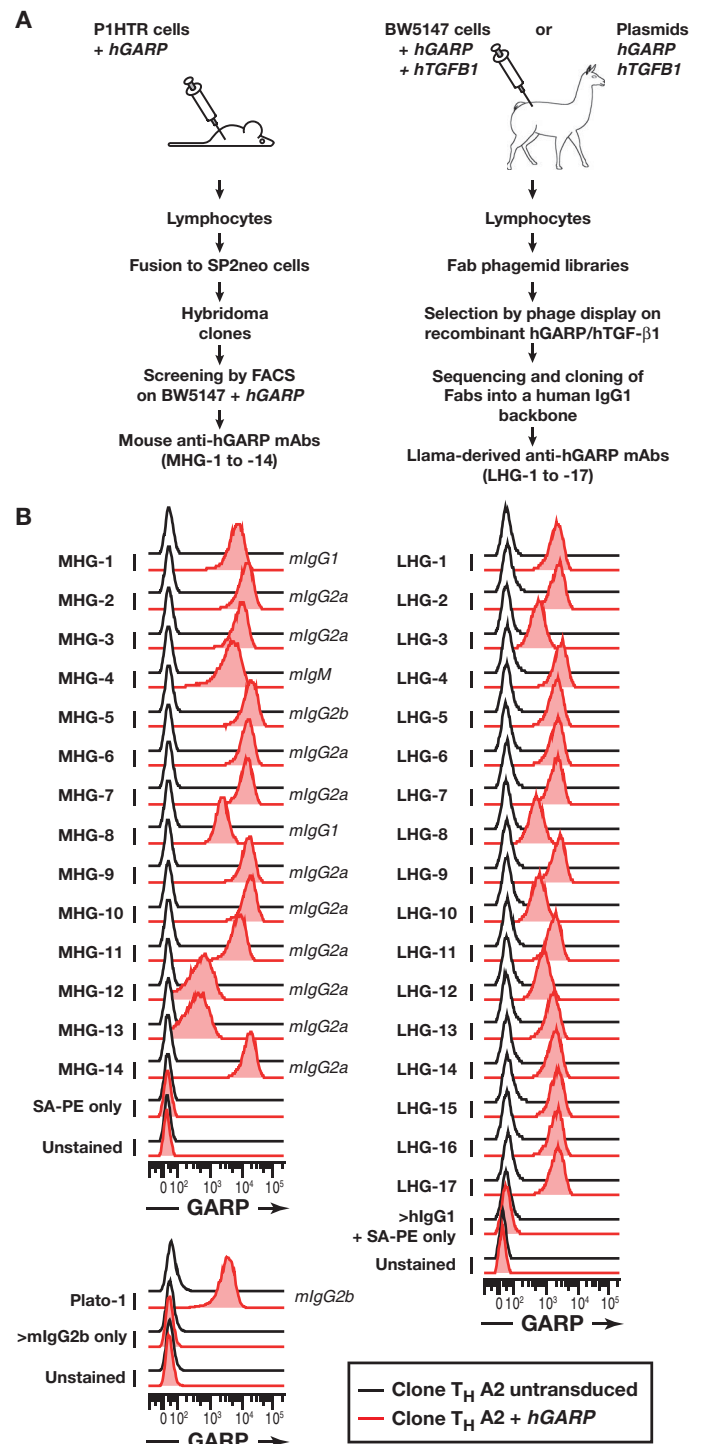 A
P1HTR cells
+ hGARP
BW5147 cells
+ hGARP
+ hTGFB1
or
Plasmids
hGARP
hTGFB1
Lymphocytes
Fusion to SP2neo cells
Hybridoma
clones
Screening by FACS
on BW5147 + hGARP
Mouse anti-hGARP mAbs
(MHG-1 to -14)
Lymphocytes
Fab phagemid libraries
Selection by phage display on
recombinant hGARP/hTGF-β1
Sequencing and cloning of
Fabs into a human IgG1
backbone
Llama-derived anti-hGARP mAbs
(LHG-1 to -17)
B
MHG-1 mIgG1
MHG-2 mIgG2a
MHG-3 mIgG2a
MHG-4 mIgM
MHG-5 mIgG2b
MHG-6 mIgG2a
MHG-7 mIgG2a
MHG-8 mIgG1
MHG-9 mIgG2a
MHG-10 mIgG2a
MHG-11 mIgG2a
MHG-12 mIgG2a
MHG-13 mIgG2a
MHG-14 mIgG2a
SA-PE only
Unstained
0 10² 10³ 10⁴ 10⁵
GARP
Plato-1 mIgG2b
>mIgG2b only
Unstained
0 10² 10³ 10⁴ 10⁵
GARP
LHG-1
LHG-2
LHG-3
LHG-4
LHG-5
LHG-6
LHG-7
LHG-8
LHG-9
LHG-10
LHG-11
LHG-12
LHG-13
LHG-14
LHG-15
LHG-16
LHG-17
>hIgG1
+ SA-PE only
Unstained
0 10² 10³ 10⁴ 10⁵
GARP
Clone T_H A2 untransduced
Clone T_H A2 + hGARP